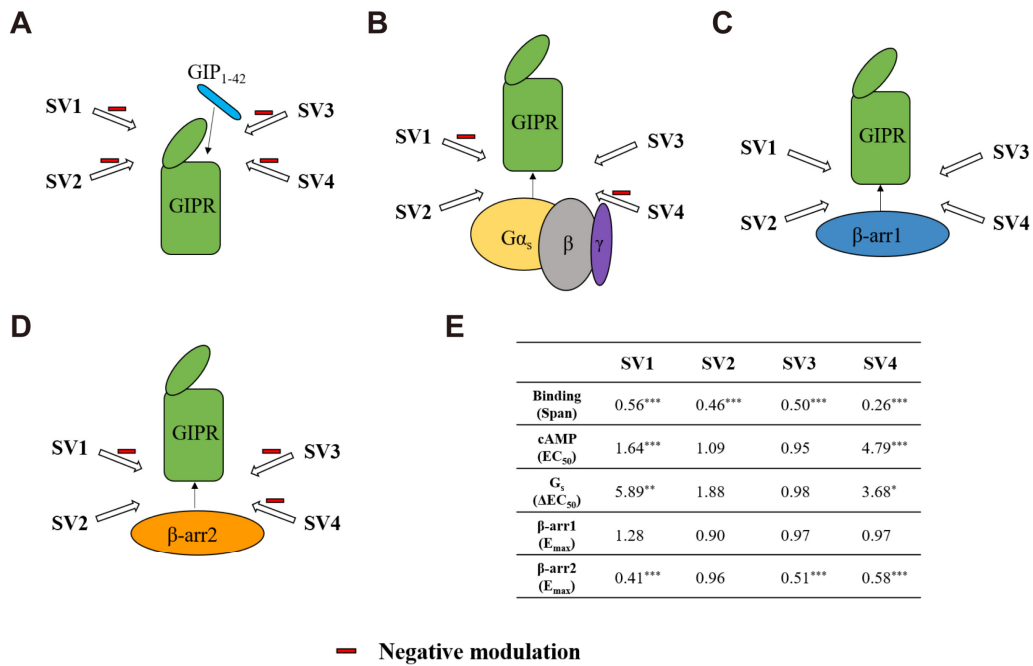 A
GIP1-42
SV1
SV3
SV2
SV4
GIPR
B
GIPR
SV1
SV3
SV2
SV4
Gαs
β
γ
C
GIPR
SV1
SV3
SV2
SV4
β-arr1
D
GIPR
SV1
SV3
SV2
SV4
β-arr2
E
SV1 SV2 SV3 SV4
Binding (Span) 0.56*** 0.46*** 0.50*** 0.26***
cAMP (EC50) 1.64*** 1.09 0.95 4.79***
Gs (ΔEC50) 5.89** 1.88 0.98 3.68*
β-arr1 (Emax) 1.28 0.90 0.97 0.97
β-arr2 (Emax) 0.41*** 0.96 0.51*** 0.58***
Negative modulation